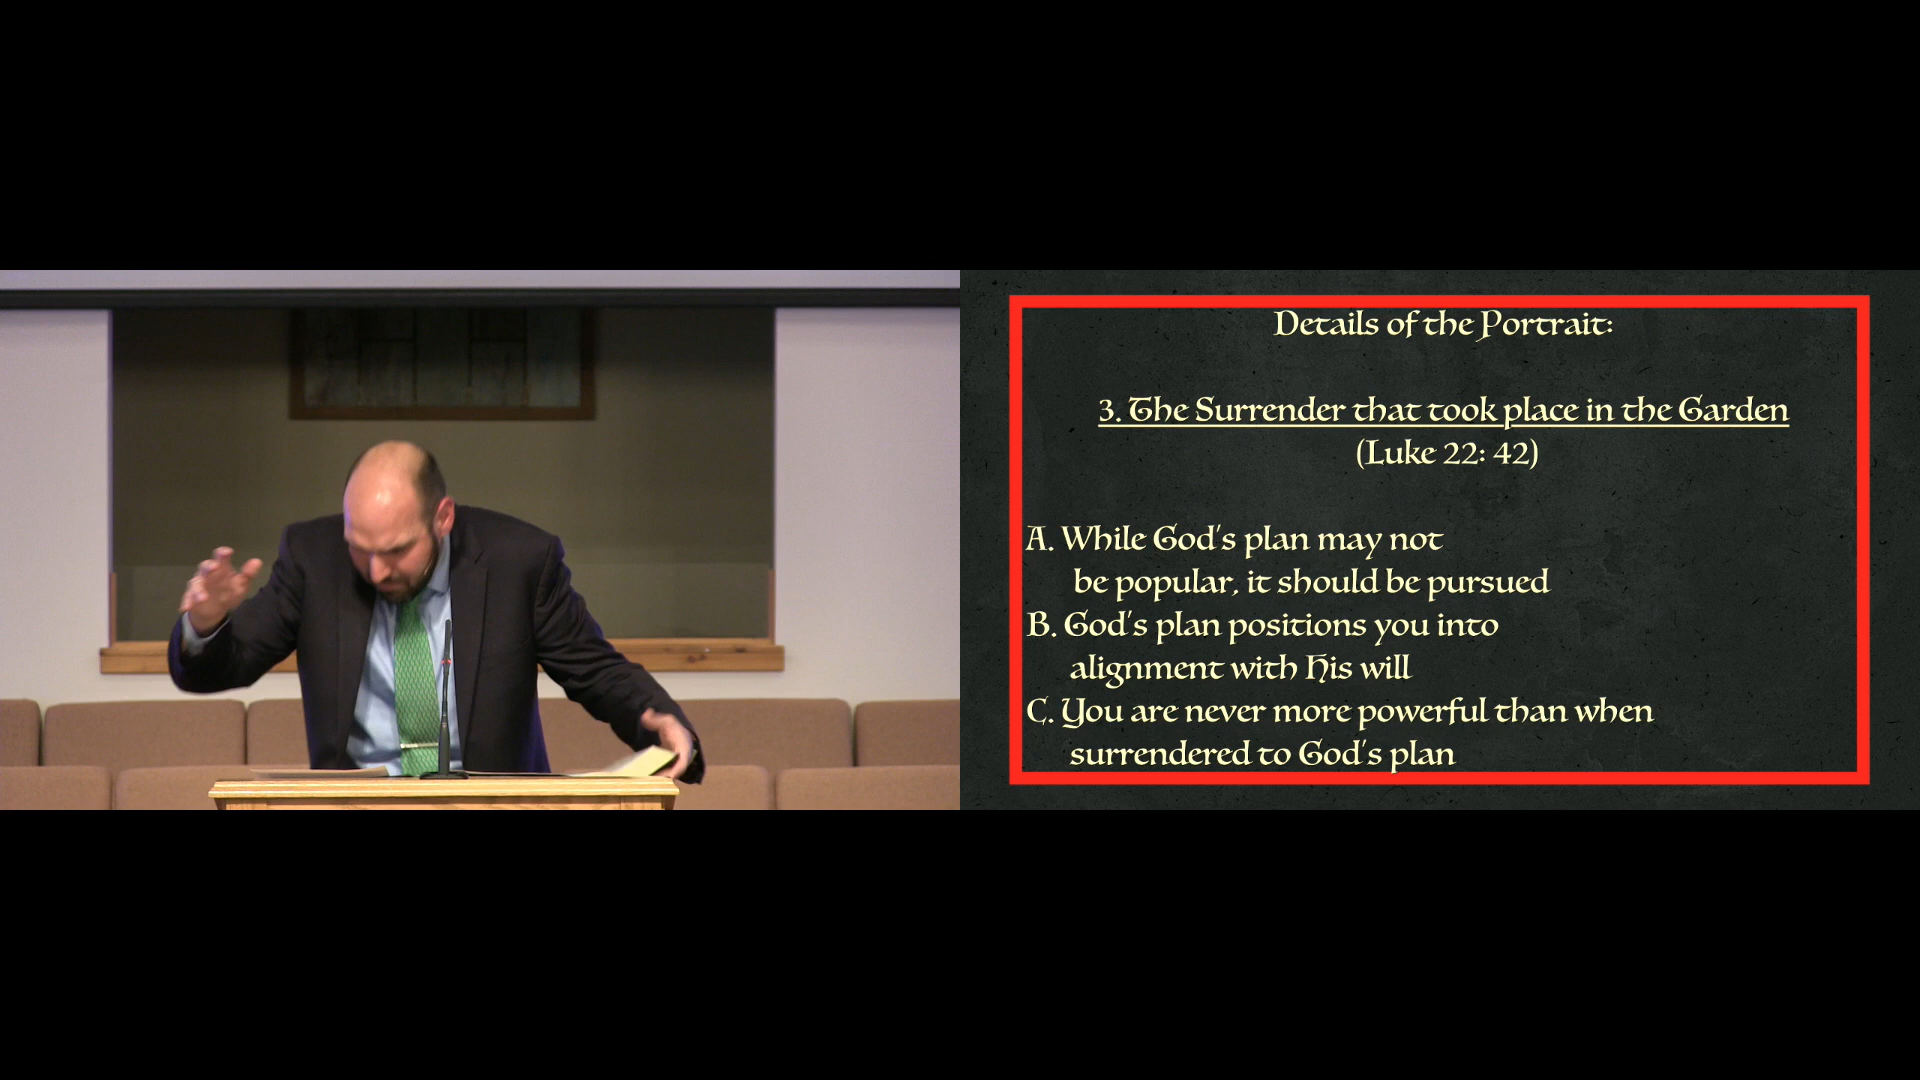 Details of the Portrait:
3. The Surrender that took place in the Garden
(Luke 22: 42)
A. While God's plan may not
be popular, it should be pursued
B. God's plan positions you into
alignment with His will
C. You are never more powerful than when
surrendered to God's plan